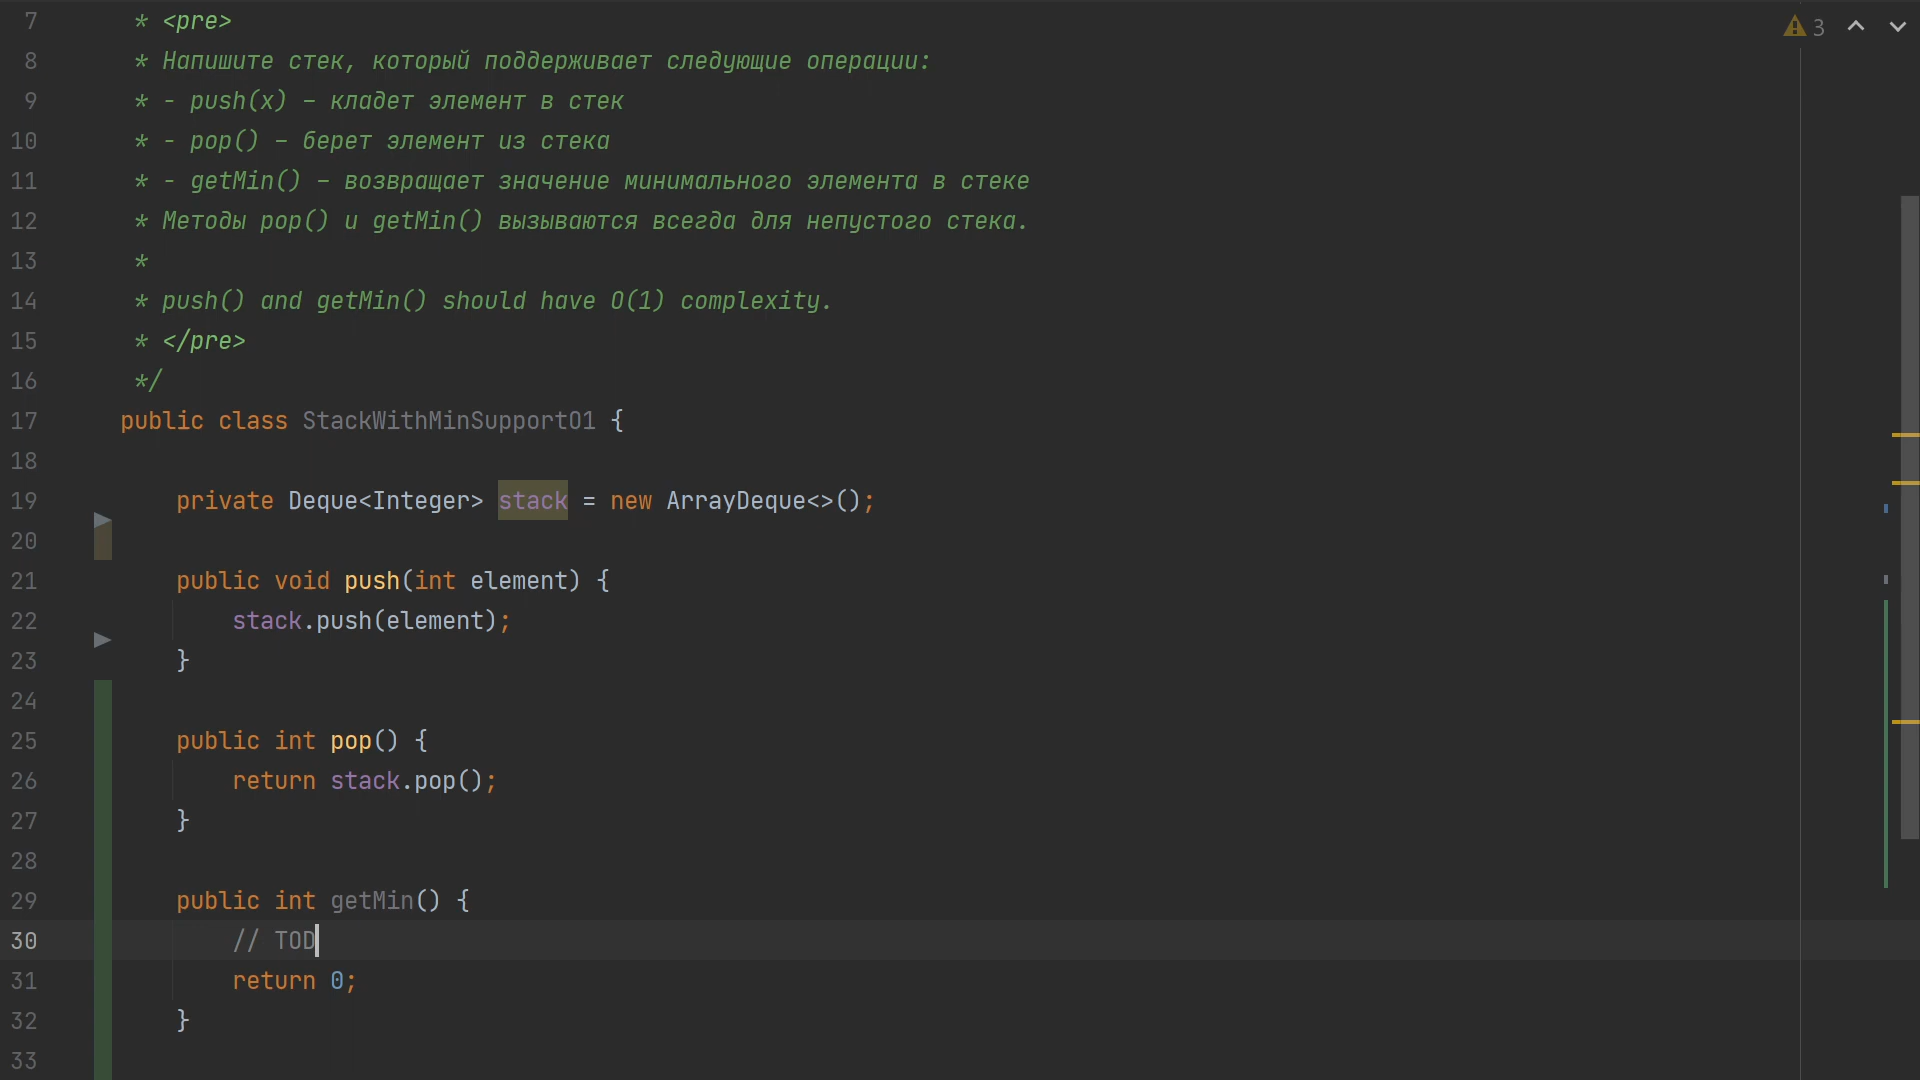 7 * <pre>
8 * Напишите стек, который поддерживает следующие операции:
9 * - push(x) – кладет элемент в стек
10 * - pop() – берет элемент из стека
11 * - getMin() – возвращает значение минимального элемента в стеке
12 * Методы pop() и getMin() вызываются всегда для непустого стека.
13 *
14 * push() and getMin() should have O(1) complexity.
15 * </pre>
16 */
17 public class StackWithMinSupportO1 {
18
19 private Deque<Integer> stack = new ArrayDeque<>();
20
21 public void push(int element) {
22 stack.push(element);
23 }
24
25 public int pop() {
26 return stack.pop();
27 }
28
29 public int getMin() {
30 // TOD
31 return 0;
32 }
33
3